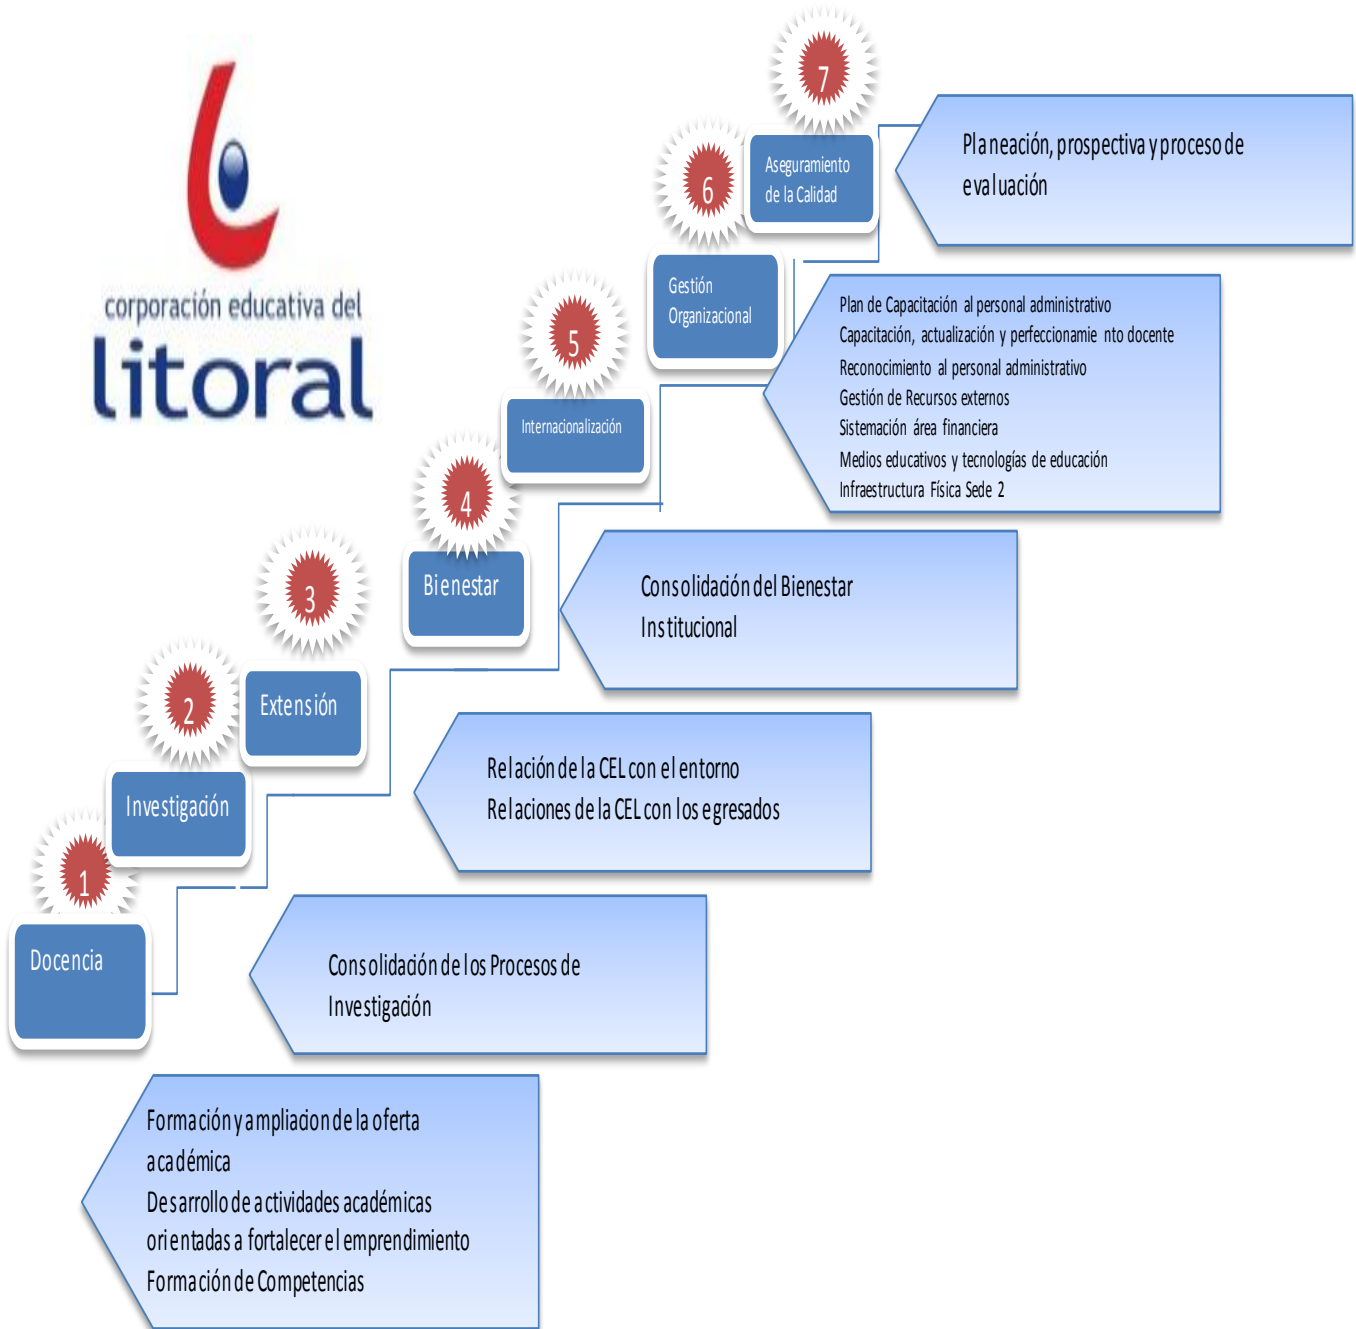 corporación educativa del
litoral
7
Aseguramiento
de la Calidad
Planeación, prospectiva y proceso de
evaluación
6
Gestión
Organizacional
Plan de Capacitación al personal administrativo
Capacitación, actualización y perfeccionamie nto docente
Reconocimiento al personal administrativo
Gestión de Recursos externos
Sistemación área financiera
Medios educativos y tecnologías de educación
Infraestructura Física Sede 2
5
Internacionalización
4
Bienestar
Consolidación del Bienestar
Institucional
3
Extensión
Relación de la CEL con el entorno
Relaciones de la CEL con los egresados
2
Investigación
Consolidación de los Procesos de
Investigación
1
Docencia
Formación y ampliacion de la oferta
académica
Desarrollo de actividades académicas
orientadas a fortalecer el emprendimiento
Formación de Competencias